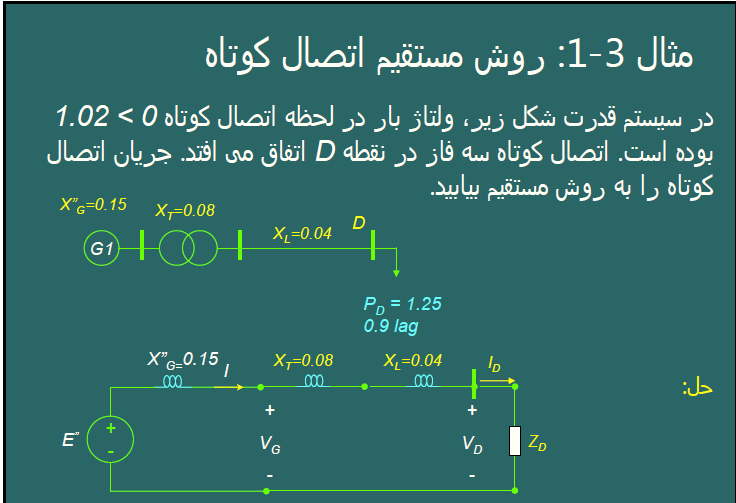 مثال 3-1: روش مستقیم اتصال کوتاه
در سیستم قدرت شکل زیر، ولتاژ بار در لحظه اتصال کوتاه 0 > 1.02
بوده است. اتصال کوتاه سه فاز در نقطه D اتفاق می افتد. جریان اتصال
کوتاه را به روش مستقیم بیابید.
X"G=0.15
XT=0.08
XL=0.04
D
G1
PD = 1.25
0.9 lag
حل:
X"G=0.15
I
XT=0.08
XL=0.04
ID
+
+
+
E"
-
VG
VD
ZD
-
-